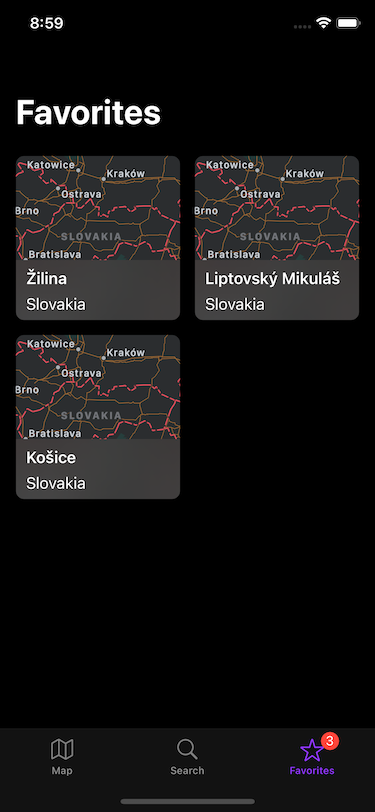 8:59
Favorites
Katowice
Kraków
Ostrava
Brno
SLOVAKIA
Bratislava
Žilina
Slovakia
Katowice
Kraków
Ostrava
Brno
SLOVAKIA
Bratislava
Liptovský Mikuláš
Slovakia
Katowice
Kraków
Ostrava
Brno
SLOVAKIA
Bratislava
Košice
Slovakia
Map
Search
3
Favorites